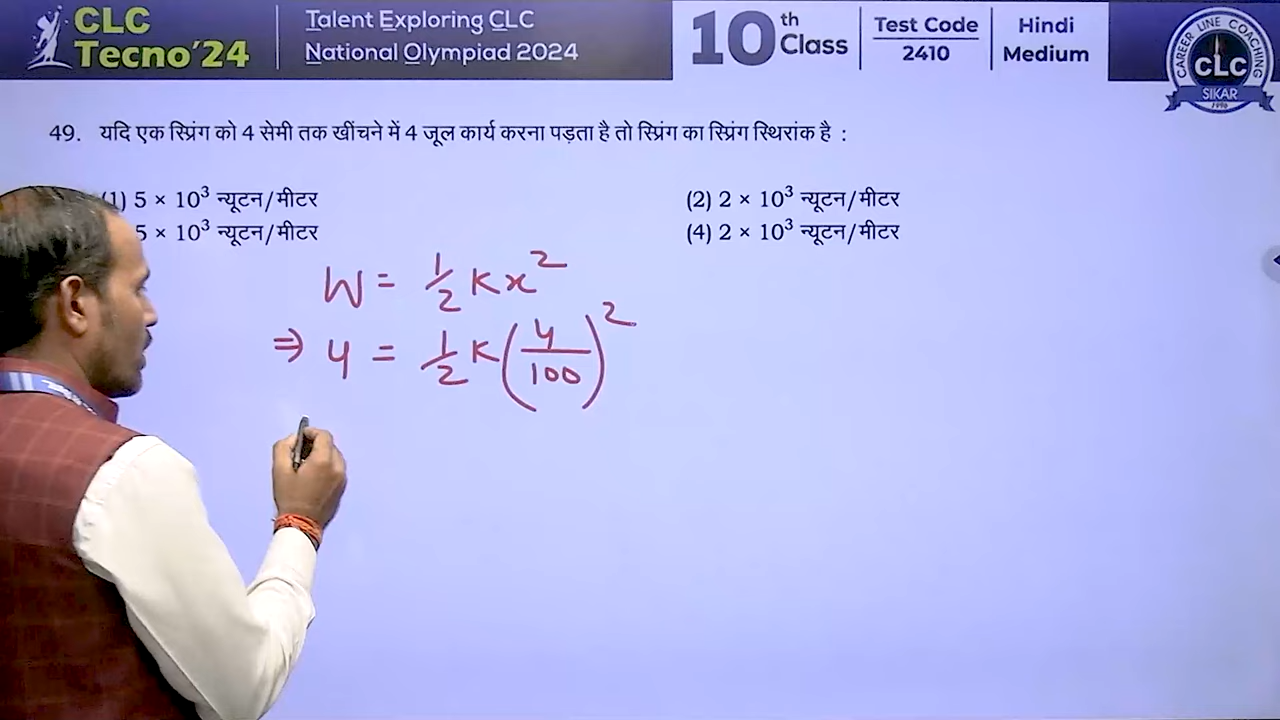 CLC
Tecno'24
Talent Exploring CLC
National Olympiad 2024
10th Class
Test Code
2410
Hindi
Medium
CAREER LINE COACHING
CLC
SIKAR
1996
49. यदि एक स्प्रिंग को 4 सेमी तक खींचने में 4 जूल कार्य करना पड़ता है तो स्प्रिंग का स्प्रिंग स्थिरांक है :
(1) 5 × 10³ न्यूटन/मीटर (2) 2 × 10³ न्यूटन/मीटर
5 × 10³ न्यूटन/मीटर (4) 2 × 10³ न्यूटन/मीटर
W = 1/2 K x²
⇒ 4 = 1/2 K (4/100)²